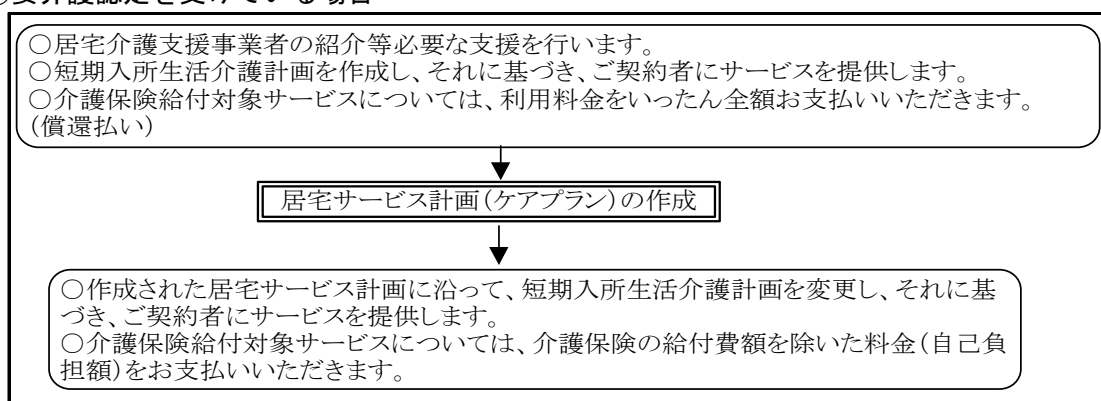 ○要介護認定を受けている場合
○居宅介護支援事業者の紹介等必要な支援を行います。
○短期入所生活介護計画を作成し、それに基づき、ご契約者にサービスを提供します。
○介護保険給付対象サービスについては、利用料金をいったん全額お支払いいただきます。
(償還払い)
居宅サービス計画(ケアプラン)の作成
○作成された居宅サービス計画に沿って、短期入所生活介護計画を変更し、それに基
づき、ご契約者にサービスを提供します。
○介護保険給付対象サービスについては、介護保険の給付費額を除いた料金(自己負
担額)をお支払いいただきます。